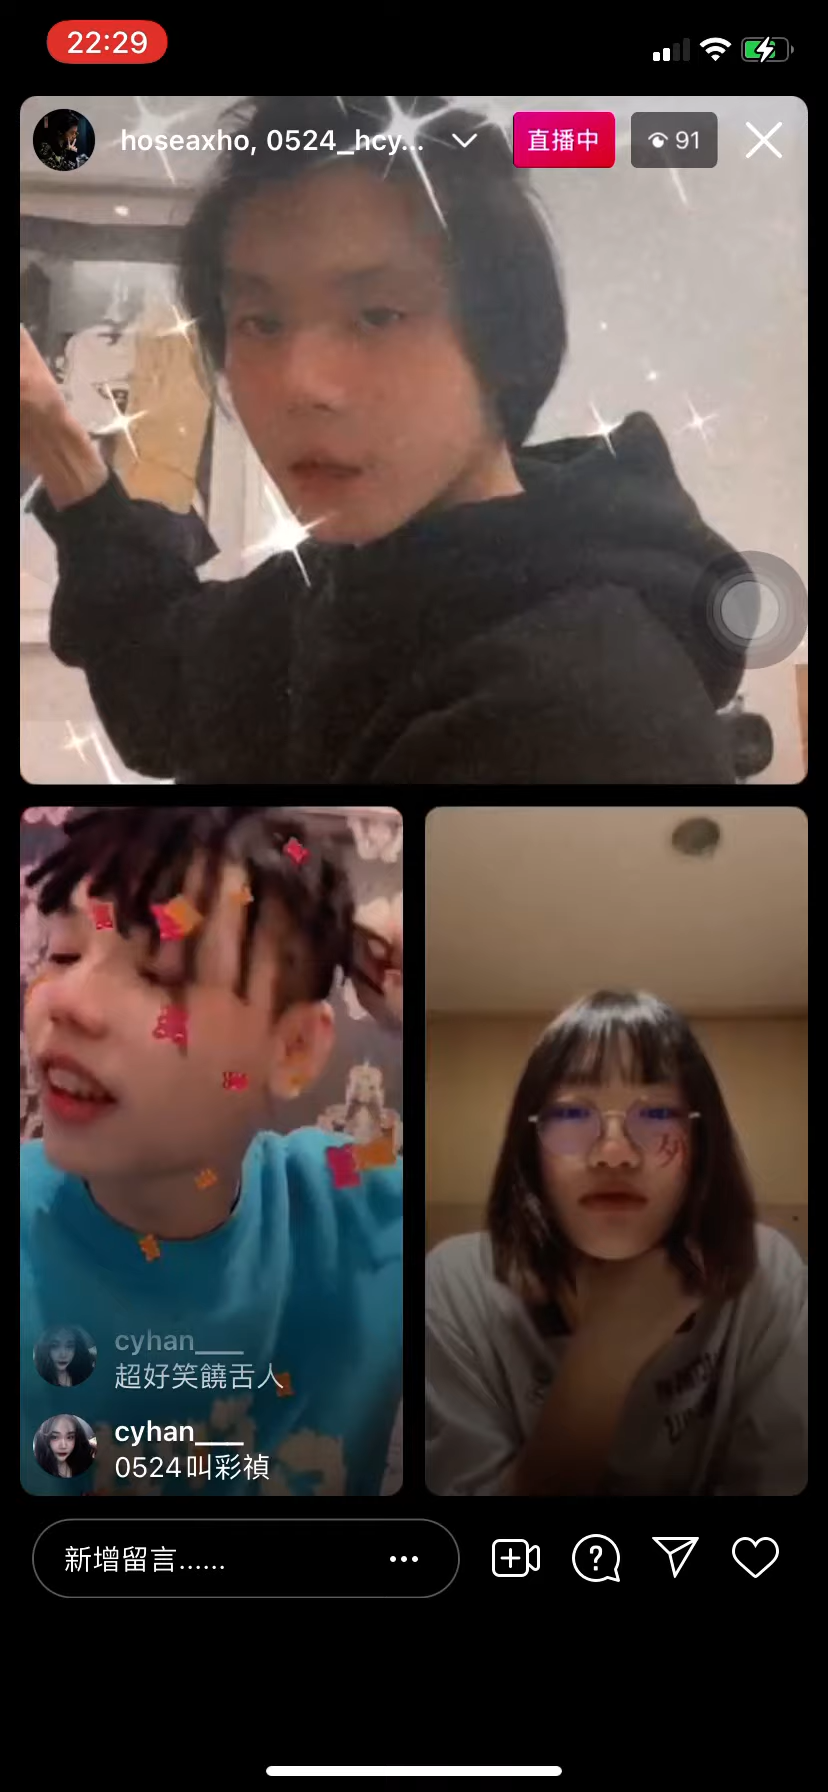 22:29
hoseaxho, 0524_hcy...
直播中
91
cyhan___
超好笑饒舌人
cyhan___
0524叫彩禎
新增留言......